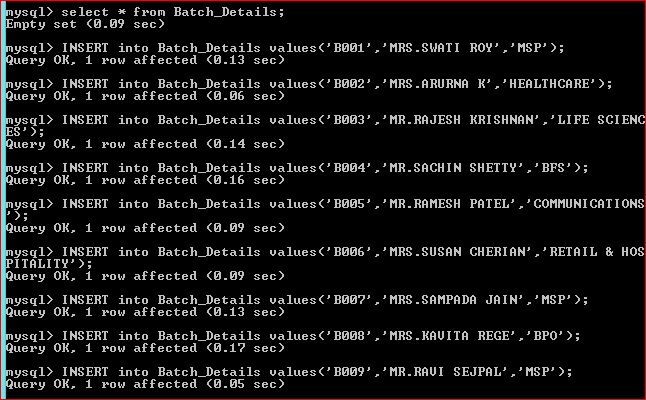 mysql> select * from Batch_Details;
Empty set (0.09 sec)
mysql> INSERT into Batch_Details values('B001','MRS.SWATI ROY','MSP');
Query OK, 1 row affected (0.13 sec)
mysql> INSERT into Batch_Details values('B002','MRS.ARURNA K','HEALTHCARE');
Query OK, 1 row affected (0.06 sec)
mysql> INSERT into Batch_Details values('B003','MR.RAJESH KRISHNAN','LIFE SCIENC
ES');
Query OK, 1 row affected (0.14 sec)
mysql> INSERT into Batch_Details values('B004','MR.SACHIN SHETTY','BFS');
Query OK, 1 row affected (0.16 sec)
mysql> INSERT into Batch_Details values('B005','MR.RAMESH PATEL','COMMUNICATIONS
');
Query OK, 1 row affected (0.09 sec)
mysql> INSERT into Batch_Details values('B006','MRS.SUSAN CHERIAN','RETAIL & HOS
PITALITY');
Query OK, 1 row affected (0.09 sec)
mysql> INSERT into Batch_Details values('B007','MRS.SAMPADA JAIN','MSP');
Query OK, 1 row affected (0.13 sec)
mysql> INSERT into Batch_Details values('B008','MRS.KAVITA REGE','BPO');
Query OK, 1 row affected (0.17 sec)
mysql> INSERT into Batch_Details values('B009','MR.RAVI SEJPAL','MSP');
Query OK, 1 row affected (0.05 sec)